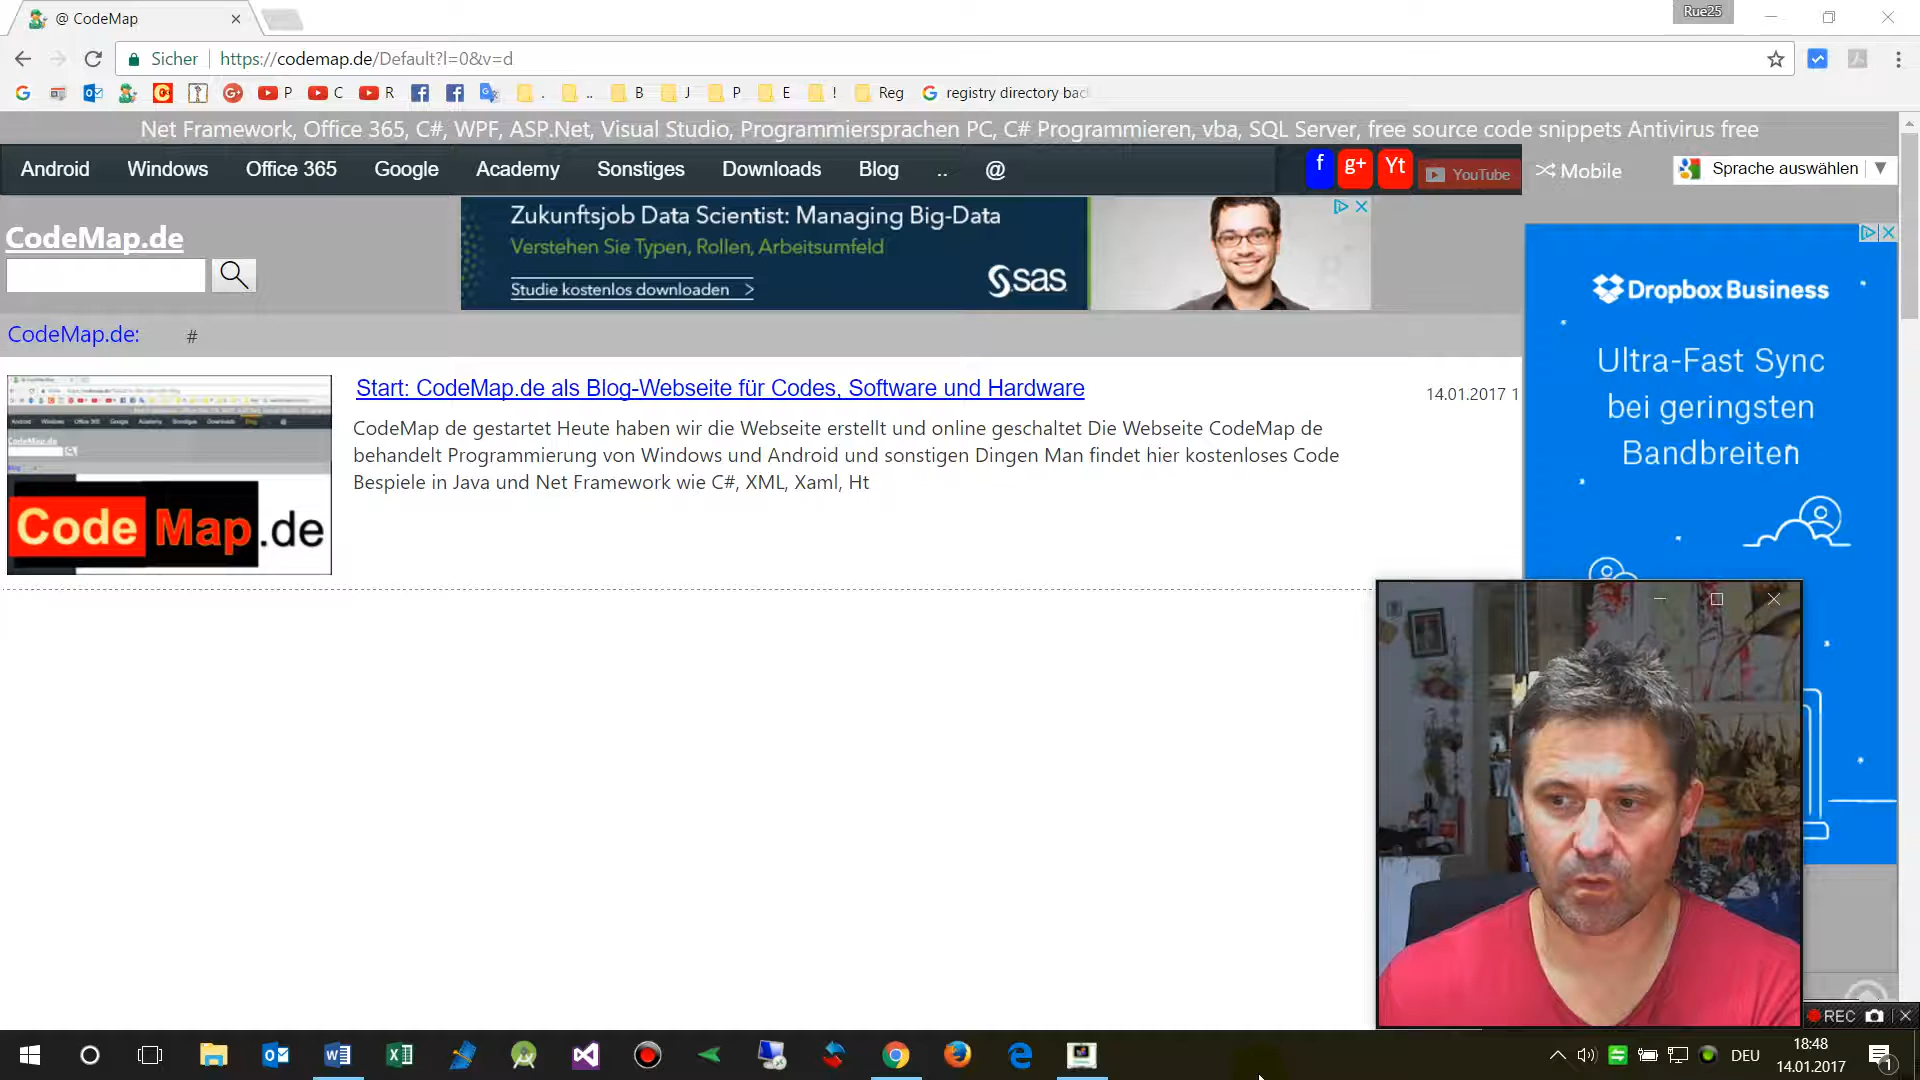 @ CodeMap
Rue25
Sicher
https://codemap.de/Default?l=0&v=d
P
C
R
.
..
B
J
P
E
!
Reg
registry directory bac
Net Framework, Office 365, C#, WPF, ASP.Net, Visual Studio, Programmiersprachen PC, C# Programmieren, vba, SQL Server, free source code snippets Antivirus free
Android
Windows
Office 365
Google
Academy
Sonstiges
Downloads
Blog
..
@
f
g+
Yt
YouTube
Mobile
Sprache auswählen
CodeMap.de
Zukunftsjob Data Scientist: Managing Big-Data
Verstehen Sie Typen, Rollen, Arbeitsumfeld
Studie kostenlos downloaden >
sas
CodeMap.de:
#
Start: CodeMap.de als Blog-Webseite für Codes, Software und Hardware
14.01.2017 1
CodeMap de gestartet Heute haben wir die Webseite erstellt und online geschaltet Die Webseite CodeMap de
behandelt Programmierung von Windows und Android und sonstigen Dingen Man findet hier kostenloses Code
Bespiele in Java und Net Framework wie C#, XML, Xaml, Ht
Code Map.de
Dropbox Business
Ultra-Fast Sync
bei geringsten
Bandbreiten
REC
DEU
18:48
14.01.2017
1